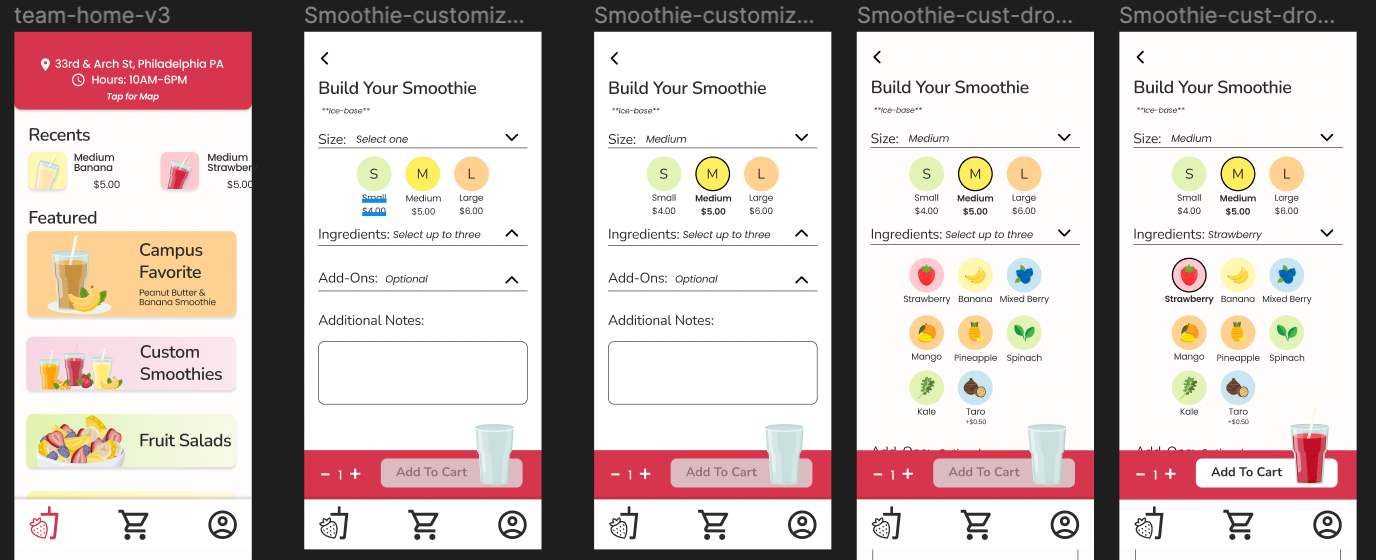 team-home-v3
33rd & Arch St, Philadelphia PA
Hours: 10AM-6PM
Tap for Map
Recents
Medium
Banana
$5.00
Medium
Strawberry
$5.00
Featured
Campus
Favorite
Peanut Butter &
Banana Smoothie
Custom
Smoothies
Fruit Salads
Smoothie-customiz...
Build Your Smoothie
**Ice-base**
Size: Select one
S M L
Small Medium Large
$4.00 $5.00 $6.00
Ingredients: Select up to three
Add-Ons: Optional
Additional Notes:
- 1 + Add To Cart
Smoothie-customiz...
Build Your Smoothie
**Ice-base**
Size: Medium
S M L
Small Medium Large
$4.00 $5.00 $6.00
Ingredients: Select up to three
Add-Ons: Optional
Additional Notes:
- 1 + Add To Cart
Smoothie-cust-dro...
Build Your Smoothie
**Ice-base**
Size: Medium
S M L
Small Medium Large
$4.00 $5.00 $6.00
Ingredients: Select up to three
Strawberry Banana Mixed Berry
Mango Pineapple Spinach
Kale Taro
+$0.50
Add-Ons: Optional
- 1 + Add To Cart
Smoothie-cust-dro...
Build Your Smoothie
**Ice-base**
Size: Medium
S M L
Small Medium Large
$4.00 $5.00 $6.00
Ingredients: Strawberry
Strawberry Banana Mixed Berry
Mango Pineapple Spinach
Kale Taro
+$0.50
Add-Ons: Optional
- 1 + Add To Cart